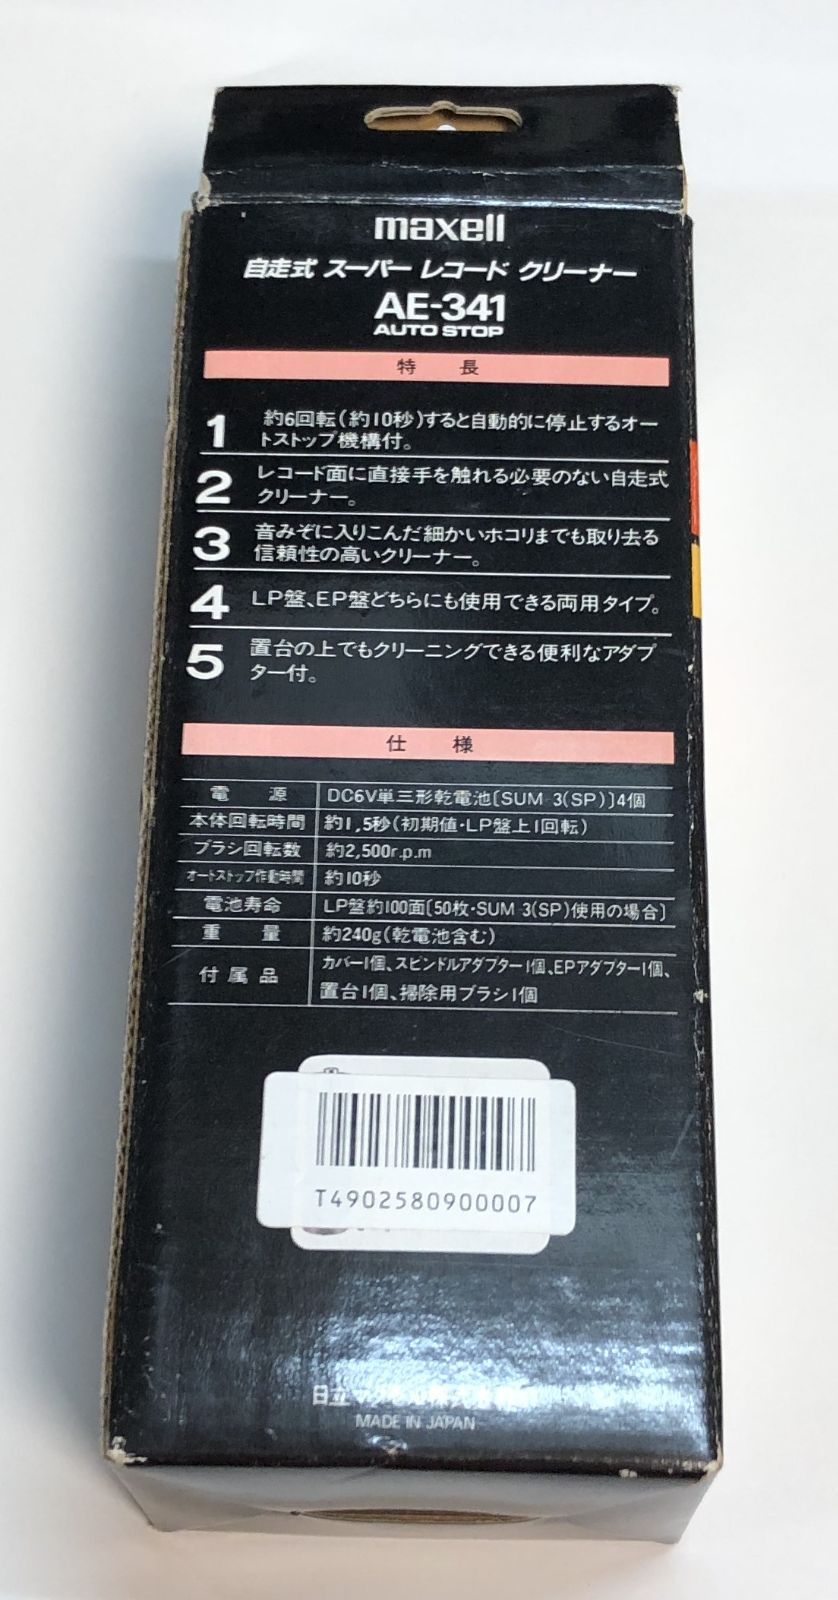 maxell
自走式 スーパー レコード クリーナー
AE-341
AUTO STOP
特 長
1 約6回転(約10秒)すると自動的に停止するオー
トストップ機構付。
2 レコード面に直接手を触れる必要のない自走式
クリーナー。
3 音みぞに入りこんだ細かいホコリまでも取り去る
信頼性の高いクリーナー。
4 LP盤、EP盤どちらにも使用できる両用タイプ。
5 置台の上でもクリーニングできる便利なアダプ
ター付。
仕 様
電 源 DC6V単三形乾電池〔SUM 3(SP)〕4個
本体回転時間 約1.5秒(初期値・LP盤上1回転)
ブラシ回転数 約2,500r.p.m
オートストップ作動時間 約10秒
電池寿命 LP盤約100面〔50枚・SUM 3(SP)使用の場合〕
重 量 約240g(乾電池含む)
付属品 カバー1個、スピンドルアダプター1個、EPアダプター1個、
置台1個、掃除用ブラシ1個
T4902580900007
日立マクセル
MADE IN JAPAN